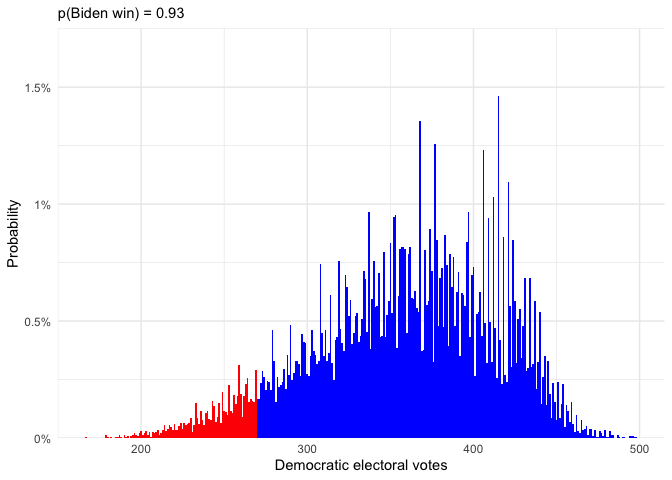 p(Biden win) = 0.93
1.5%
1%
0.5%
0%
Probability
200
300
400
500
Democratic electoral votes